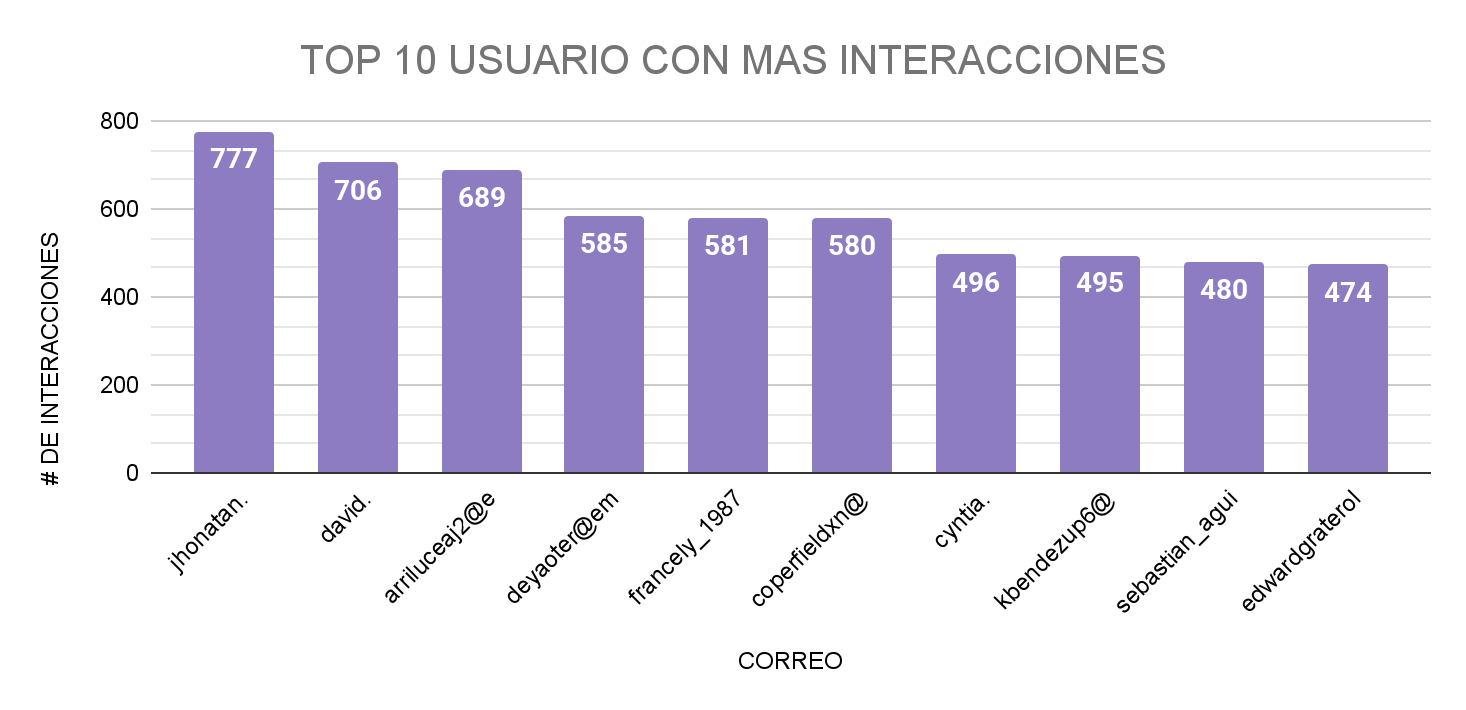 TOP 10 USUARIO CON MAS INTERACCIONES
# DE INTERACCIONES
800
600
400
200
0
777
706
689
585
581
580
496
495
480
474
jhonatan.
david.
arriluceaj2@e
deyaoter@em
francely_1987
coperfieldxn@
cyntia.
kbendezup6@
sebastian_agui
edwardgraterol
CORREO